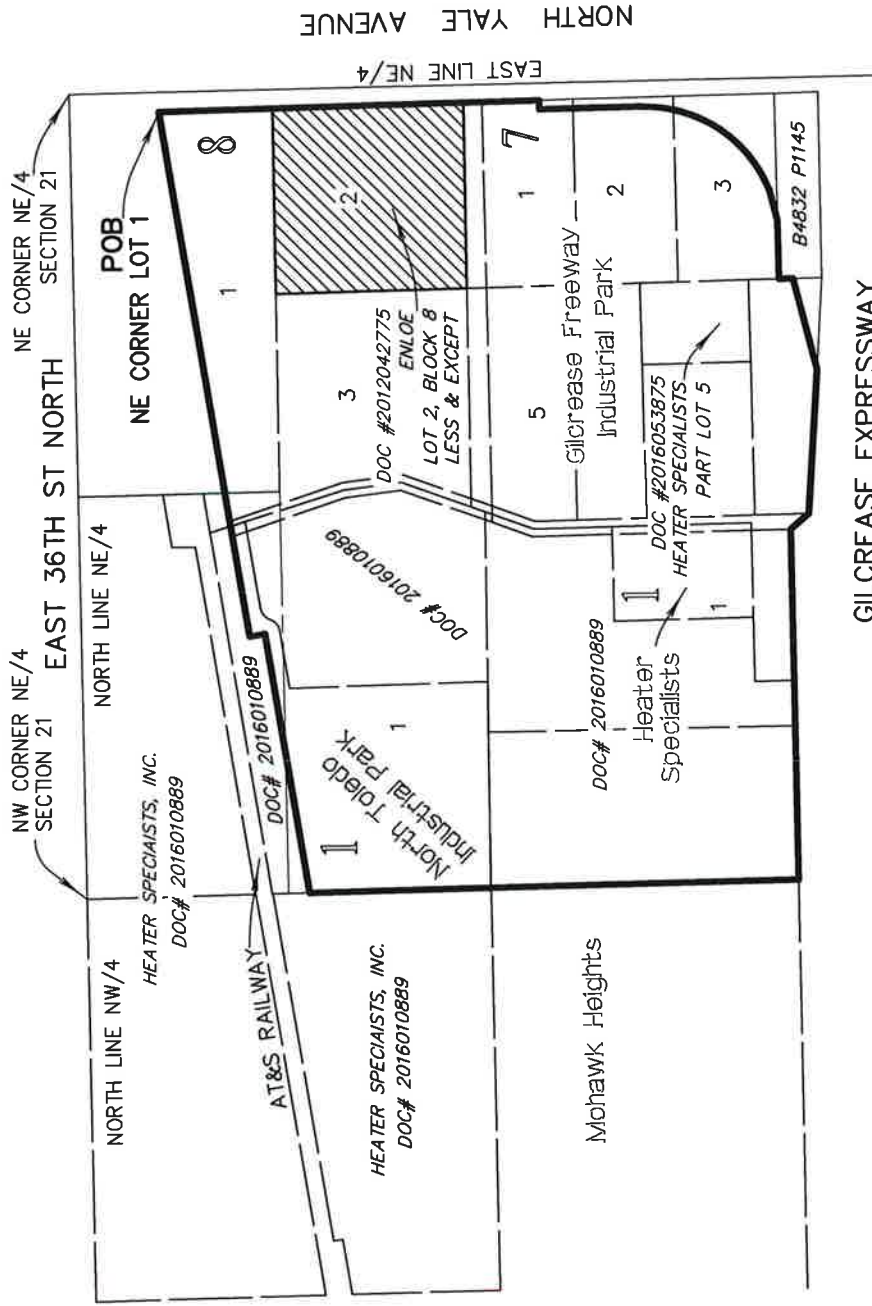 NW CORNER NE/4
SECTION 21
EAST 36TH ST NORTH
NE CORNER NE/4
SECTION 21
NORTH LINE NW/4
NORTH LINE NE/4
POB
NE CORNER LOT 1
EAST LINE NE/4
NORTH YALE AVENUE
HEATER SPECIAISTS, INC.
DOC# 2016010889
AT&S RAILWAY
DOC# 2016010889
HEATER SPECIAISTS, INC.
DOC# 2016010889
8
1
2
3
DOC #2012042775
ENLOE
LOT 2, BLOCK 8
LESS & EXCEPT
DOC# 2016010889
1
1
North Toledo
Industrial Park
7
1
2
3
5
Gilcrease Freeway
Industrial Park
DOC #2016053875
HEATER SPECIALISTS
PART LOT 5
1
1
DOC# 2016010889
Heater
Specialists
Mohawk Heights
B4832 P1145
GILCREASE EXPRESSWAY